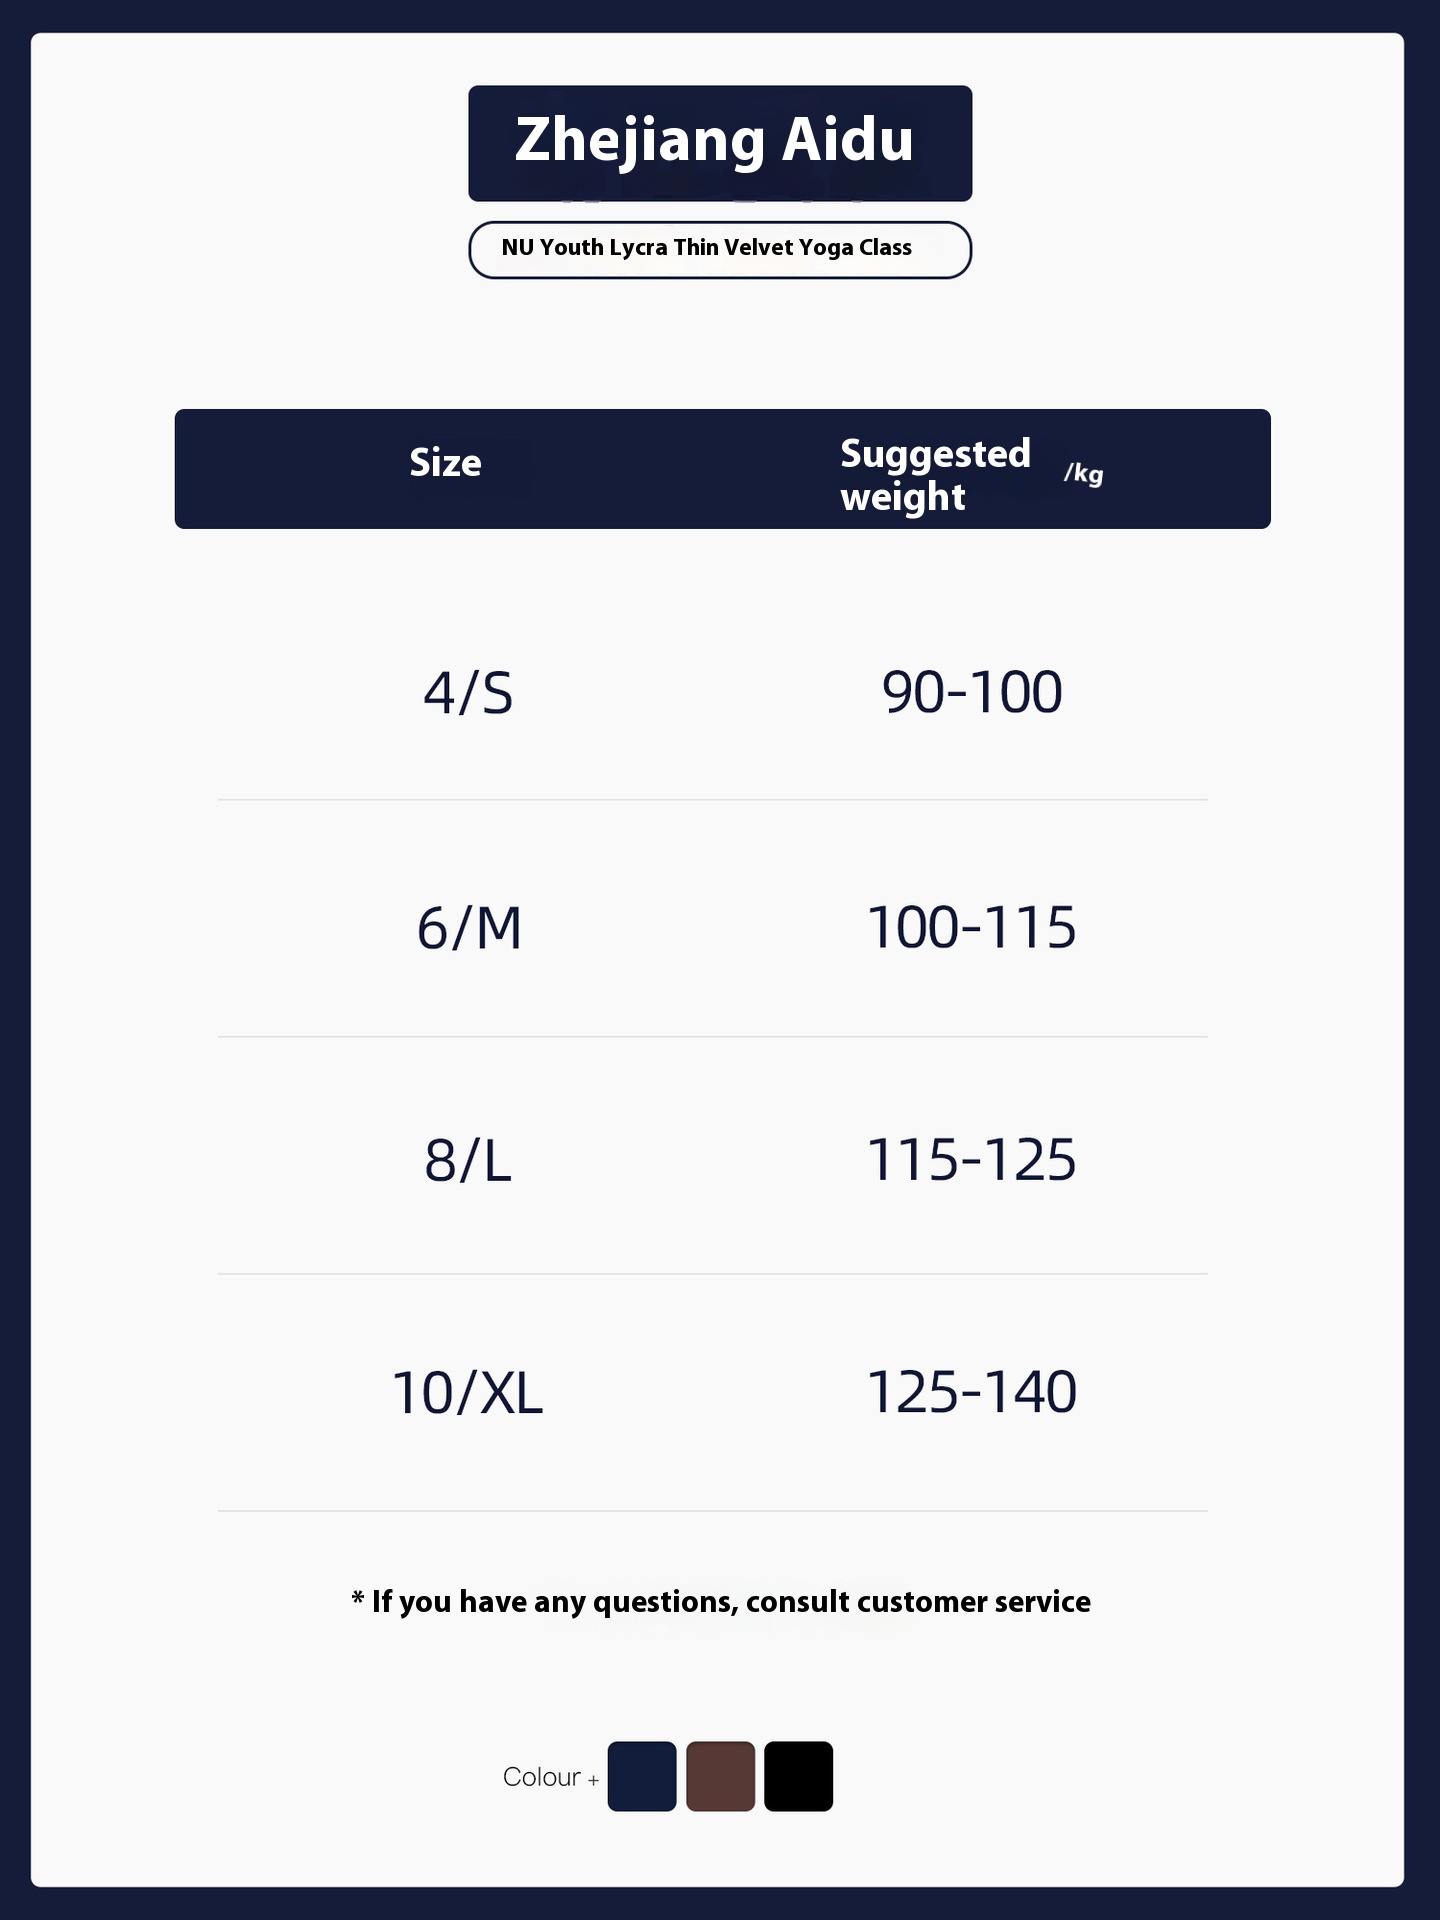 Zhejiang Aidu
NU Youth Lycra Thin Velvet Yoga Class
Size
Suggested
weight
/kg
4/S
90-100
6/M
100-115
8/L
115-125
10/XL
125-140
* If you have any questions, consult customer service
Colour +